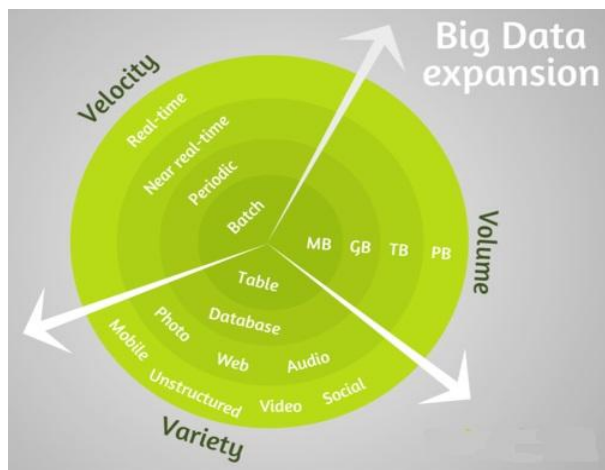 Big Data
expansion
Velocity
Real-time
Near real-time
Periodic
Batch
Volume
MB GB TB PB
Table
Database
Photo Web Audio
Mobile Unstructured Video Social
Variety